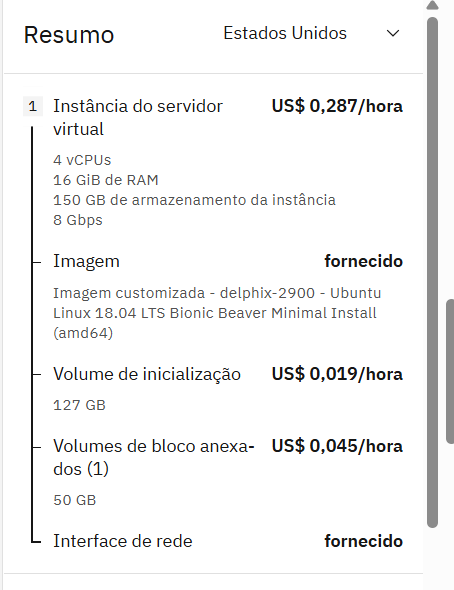 Resumo
Estados Unidos
1
Instância do servidor
virtual
US$ 0,287/hora
4 vCPUs
16 GiB de RAM
150 GB de armazenamento da instância
8 Gbps
Imagem
fornecido
Imagem customizada - delphix-2900 - Ubuntu
Linux 18.04 LTS Bionic Beaver Minimal Install
(amd64)
Volume de inicialização
US$ 0,019/hora
127 GB
Volumes de bloco anexa-
dos (1)
US$ 0,045/hora
50 GB
Interface de rede
fornecido